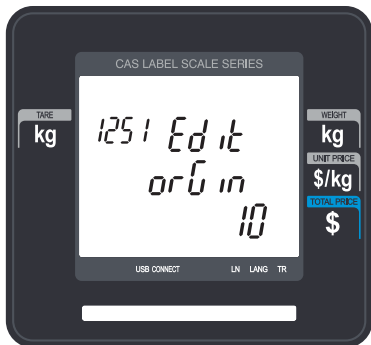 CAS LABEL SCALE SERIES
TARE
kg
1251 Edit
orGin
10
WEIGHT
kg
UNIT PRICE
$/kg
TOTAL PRICE
$
USB CONNECT LN LANG TR